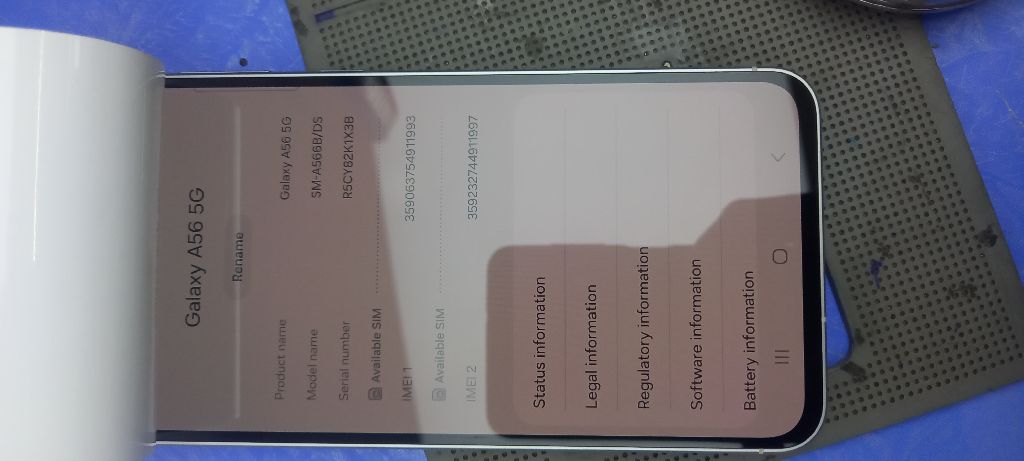 Galaxy A56 5G
Rename
Product name Galaxy A56 5G
Model name SM-A566B/DS
Serial number R5CY82K1X3B
Available SIM
IMEI 1 359063754911993
Available SIM
IMEI 2 359232744911997
Status information
Legal information
Regulatory information
Software information
Battery information